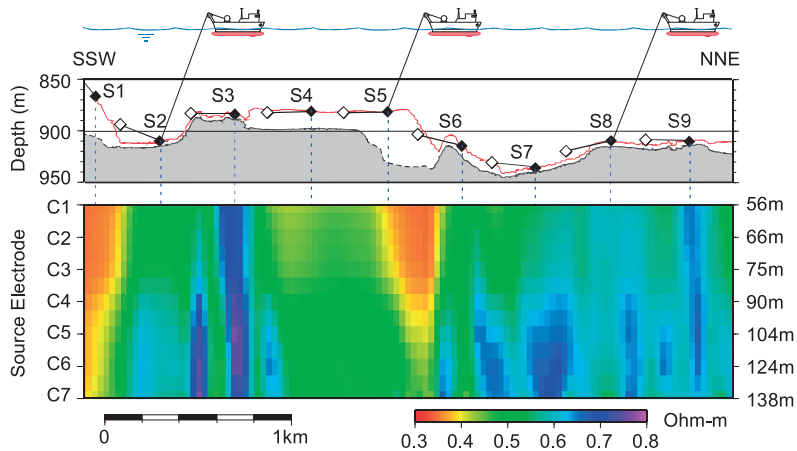 SSW
NNE
850
900
950
Depth (m)
S1
S2
S3
S4
S5
S6
S7
S8
S9
Source Electrode
C1
C2
C3
C4
C5
C6
C7
56m
66m
75m
90m
104m
124m
138m
0
1km
0.3
0.4
0.5
0.6
0.7
0.8
Ohm-m